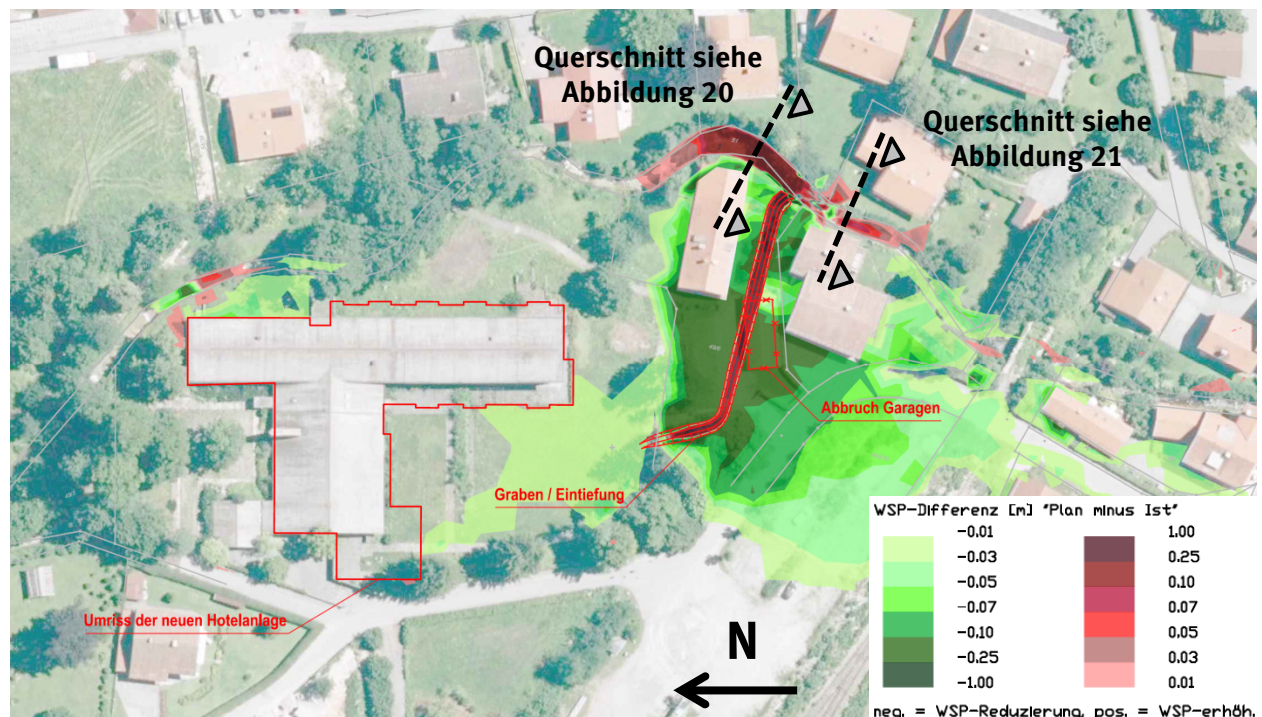 Querschnitt siehe
Abbildung 20
Querschnitt siehe
Abbildung 21
Abbruch Garagen
Graben / Eintiefung
Umriss der neuen Hotelanlage
N
WSP-Differenz [m] "Plan minus Ist"
-0.01 1.00
-0.03 0.25
-0.05 0.10
-0.07 0.07
-0.10 0.05
-0.25 0.03
-1.00 0.01
neg. = WSP-Reduzierung, pos. = WSP-erhöh.